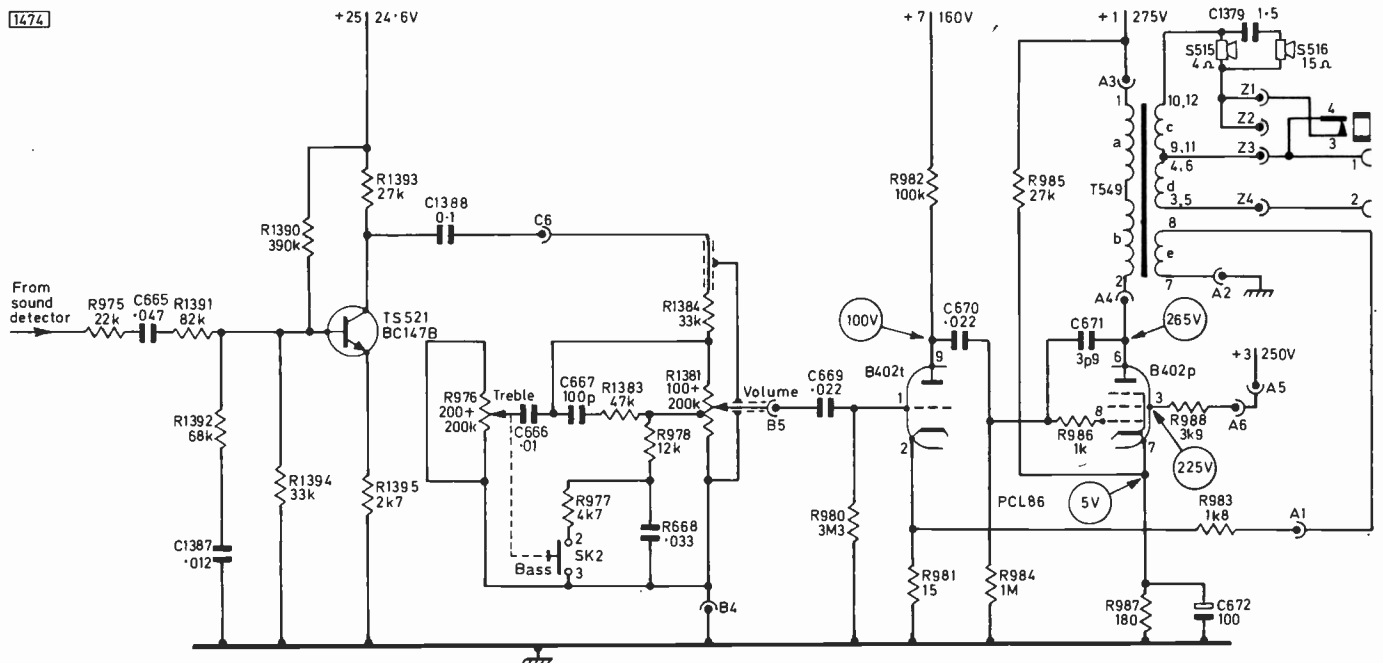 1474
+25 24·6V
+7 160V
+1 275V
C1379 1·5
S515
4Ω
S516
15Ω
A3
1
10,12
Z1
Z2
Z3
Z4
4
3
1
2
a
c
9,11
4,6
d
3,5
T549
b
8
e
7
2
A4
A2
R1393
27k
R1390
390k
C1388
0·1
C6
R982
100k
R985
27k
From
sound
detector
R975
22k
C665
·047
R1391
82k
TS521
BC147B
R1384
33k
100V
C670
·022
C671
3p9
265V
+3 250V
A5
A6
R976
200+
200k
Treble
C666
·01
C667
100p
R1383
47k
R1381
100+
200k
Volume
B5
C669
·022
B402t
9
1
2
B402p
6
3
8
7
R986
1k
R988
3k9
225V
R1392
68k
R1394
33k
R1395
2k7
R978
12k
R977
4k7
R668
·033
2
SK2
3
Bass
R980
3M3
PCL86
5V
R983
1k8
A1
C1387
·012
B4
R981
15
R984
1M
R987
180
C672
100